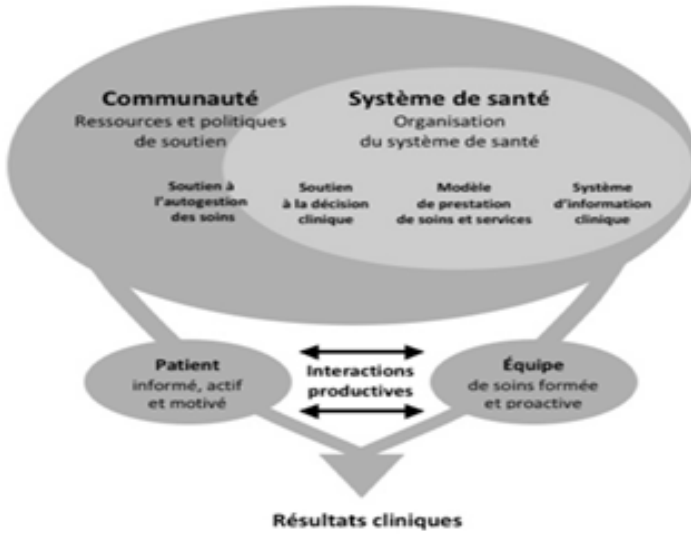 Communauté
Ressources et politiques
de soutien
Système de santé
Organisation
du système de santé
Soutien à
l'autogestion
des soins
Soutien
à la décision
clinique
Modèle
de prestation
de soins et services
Système
d'information
clinique
Patient
informé, actif
et motivé
Interactions
productives
Équipe
de soins formée
et proactive
Résultats cliniques